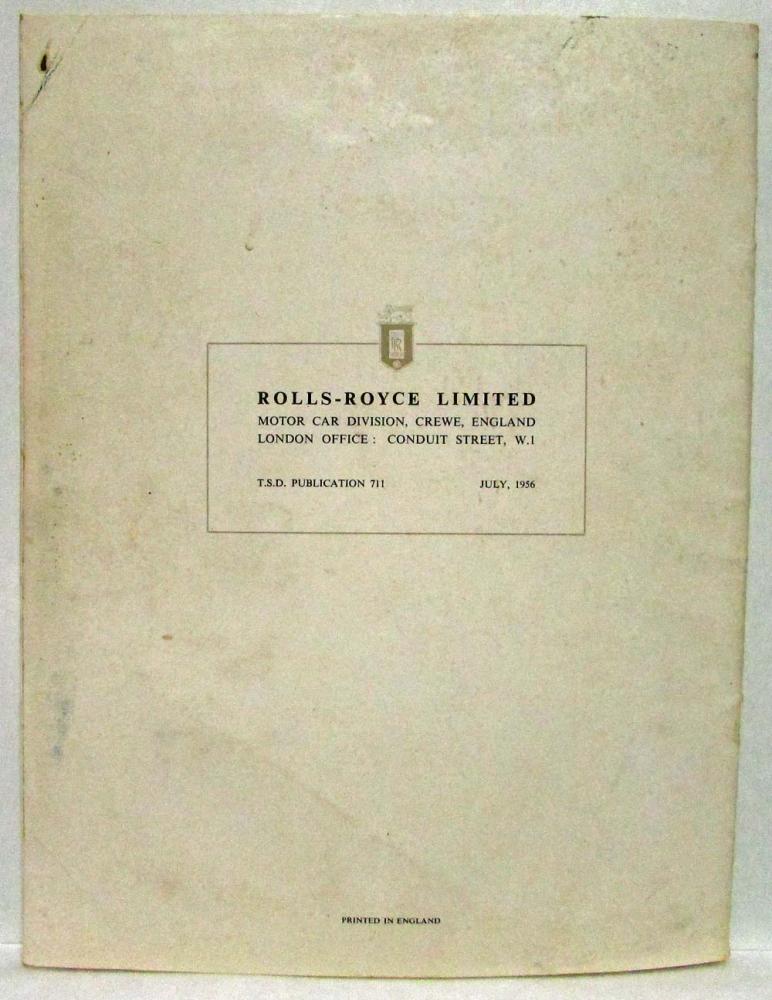 RR
ROLLS-ROYCE LIMITED
MOTOR CAR DIVISION, CREWE, ENGLAND
LONDON OFFICE : CONDUIT STREET, W.1
T.S.D. PUBLICATION 711 JULY, 1956
PRINTED IN ENGLAND